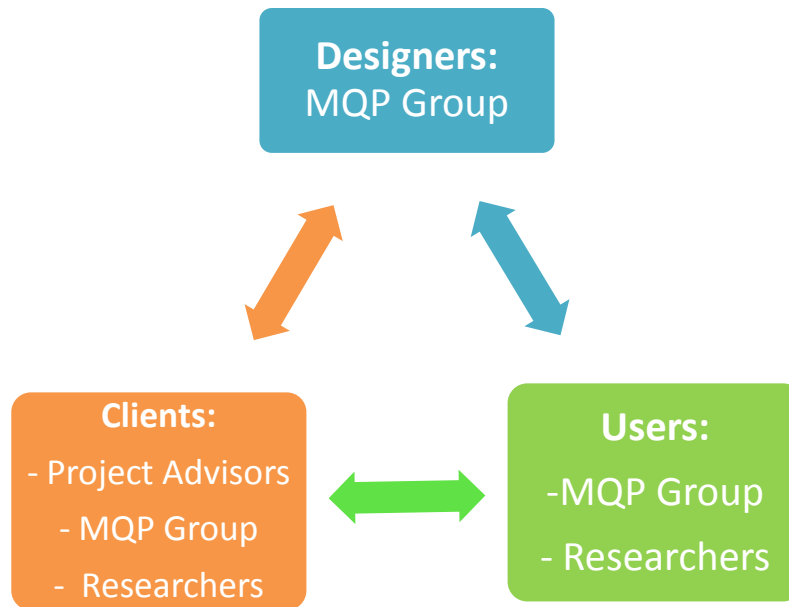 Designers:
MQP Group
Clients:
- Project Advisors
- MQP Group
- Researchers
Users:
-MQP Group
- Researchers